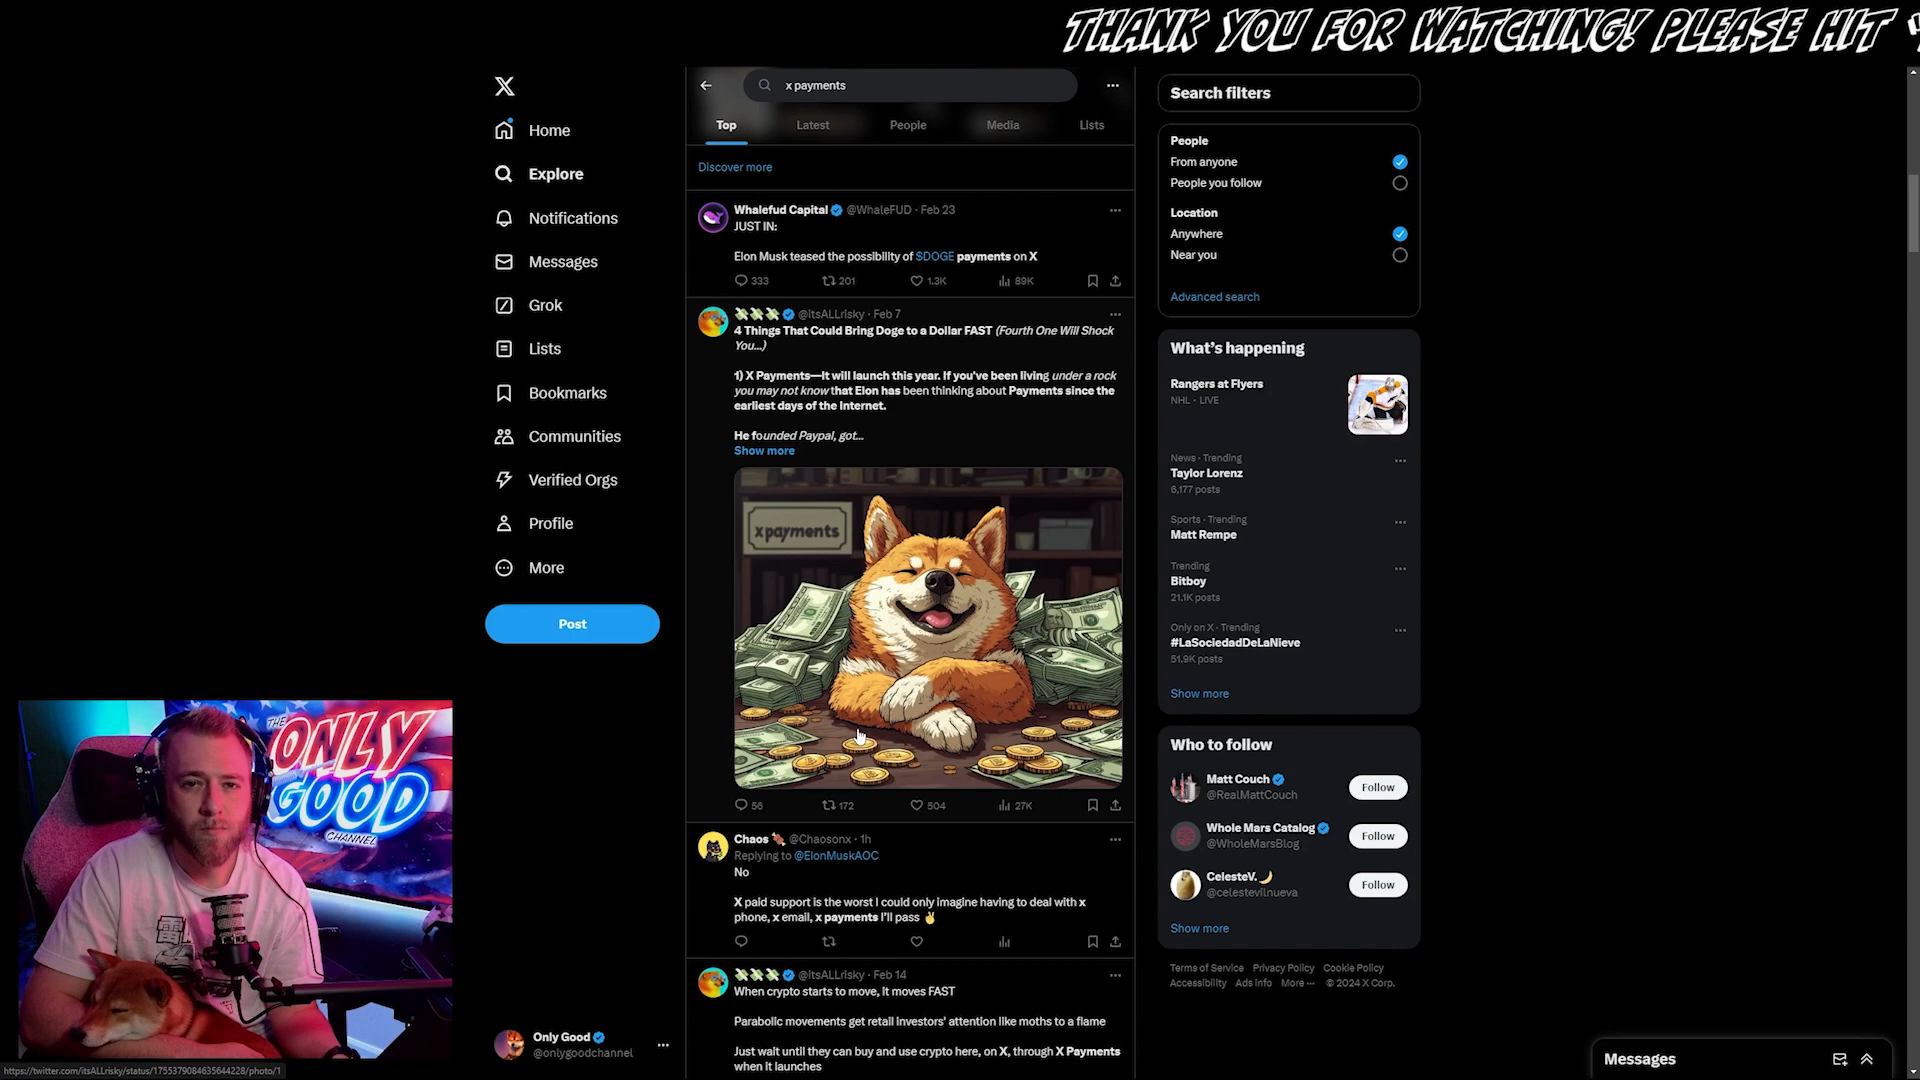 THANK YOU FOR WATCHING! PLEASE HIT
x payments
Top
Latest
People
Media
Lists
Discover more
Whalefud Capital @WhaleFUD · Feb 23
JUST IN:
Elon Musk teased the possibility of $DOGE payments on X
333
201
1.3K
89K
@itsALLrisky · Feb 7
4 Things That Could Bring Doge to a Dollar FAST (Fourth One Will Shock
You...)
1) X Payments—It will launch this year. If you've been living under a rock
you may not know that Elon has been thinking about Payments since the
earliest days of the Internet.
He founded Paypal, got...
Show more
xpayments
56
172
504
27K
Chaos @Chaosonx · 1h
Replying to @ElonMuskAOC
No
X paid support is the worst I could only imagine having to deal with x
phone, x email, x payments I'll pass ✌
@itsALLrisky · Feb 14
When crypto starts to move, it moves FAST
Parabolic movements get retail investors' attention like moths to a flame
Just wait until they can buy and use crypto here, on X, through X Payments
when it launches
Home
Explore
Notifications
Messages
Grok
Lists
Bookmarks
Communities
Verified Orgs
Profile
More
Post
THE
ONLY
GOOD
CHANNEL
Only Good
@onlygoodchannel
https://twitter.com/itsALLrisky/status/1755379084635644228/photo/1
Search filters
People
From anyone
People you follow
Location
Anywhere
Near you
Advanced search
What's happening
Rangers at Flyers
NHL · LIVE
News · Trending
Taylor Lorenz
6,177 posts
Sports · Trending
Matt Rempe
Trending
Bitboy
21.1K posts
Only on X · Trending
#LaSociedadDeLaNieve
51.9K posts
Show more
Who to follow
Matt Couch
@RealMattCouch
Follow
Whole Mars Catalog
@WholeMarsBlog
Follow
CelesteV.
@celestevilnueva
Follow
Show more
Terms of Service Privacy Policy Cookie Policy
Accessibility Ads info More ··· © 2024 X Corp.
Messages